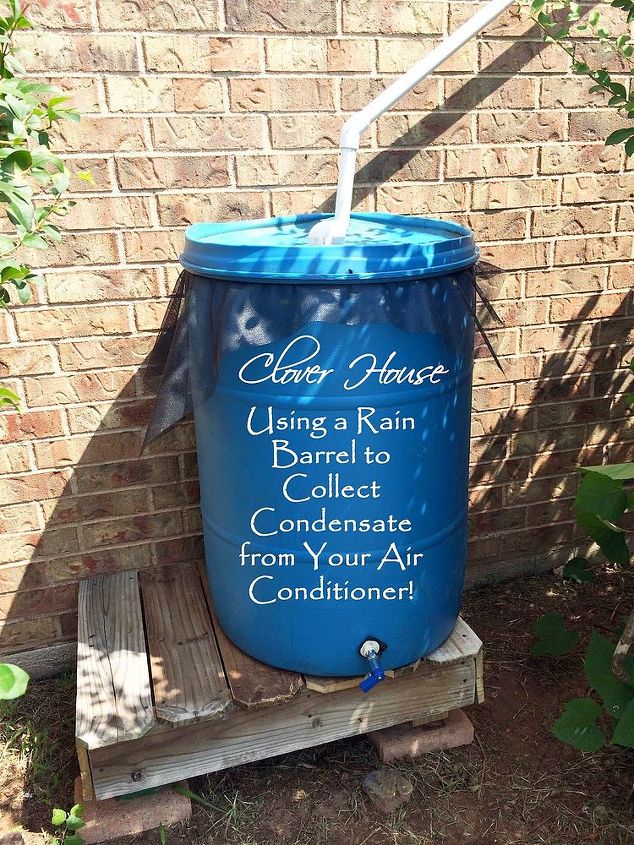 Clover House
Using a Rain
Barrel to
Collect
Condensate
from Your Air
Conditioner!